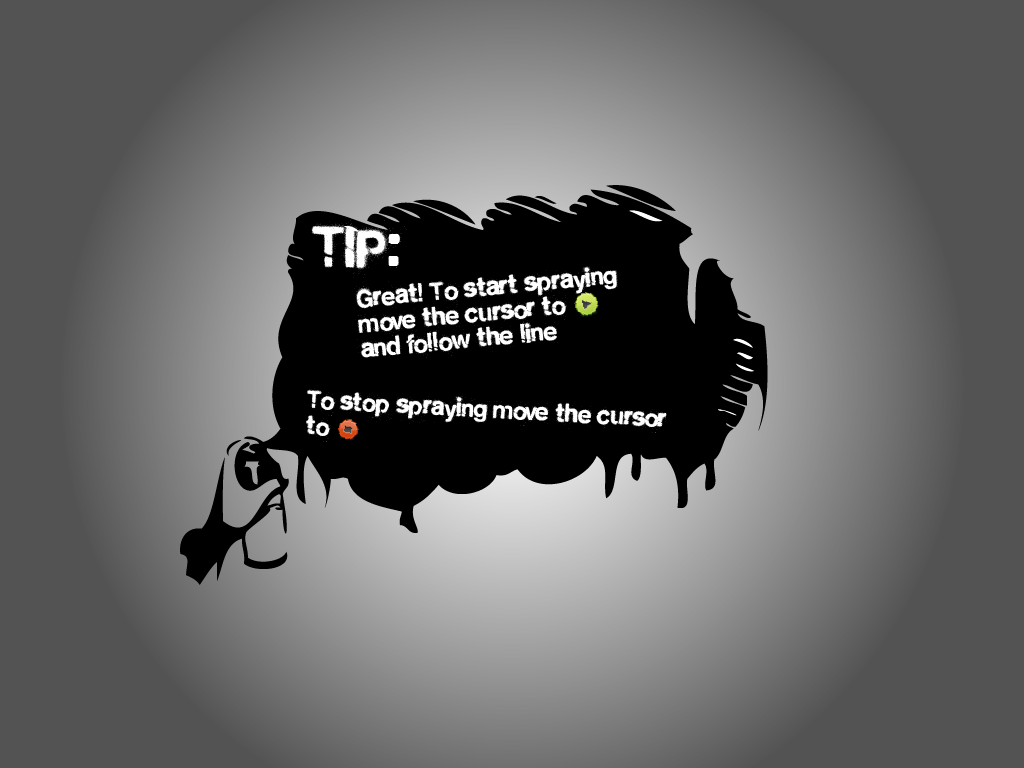 TIP:
Great! To start spraying
move the cursor to
and follow the line
To stop spraying move the cursor
to